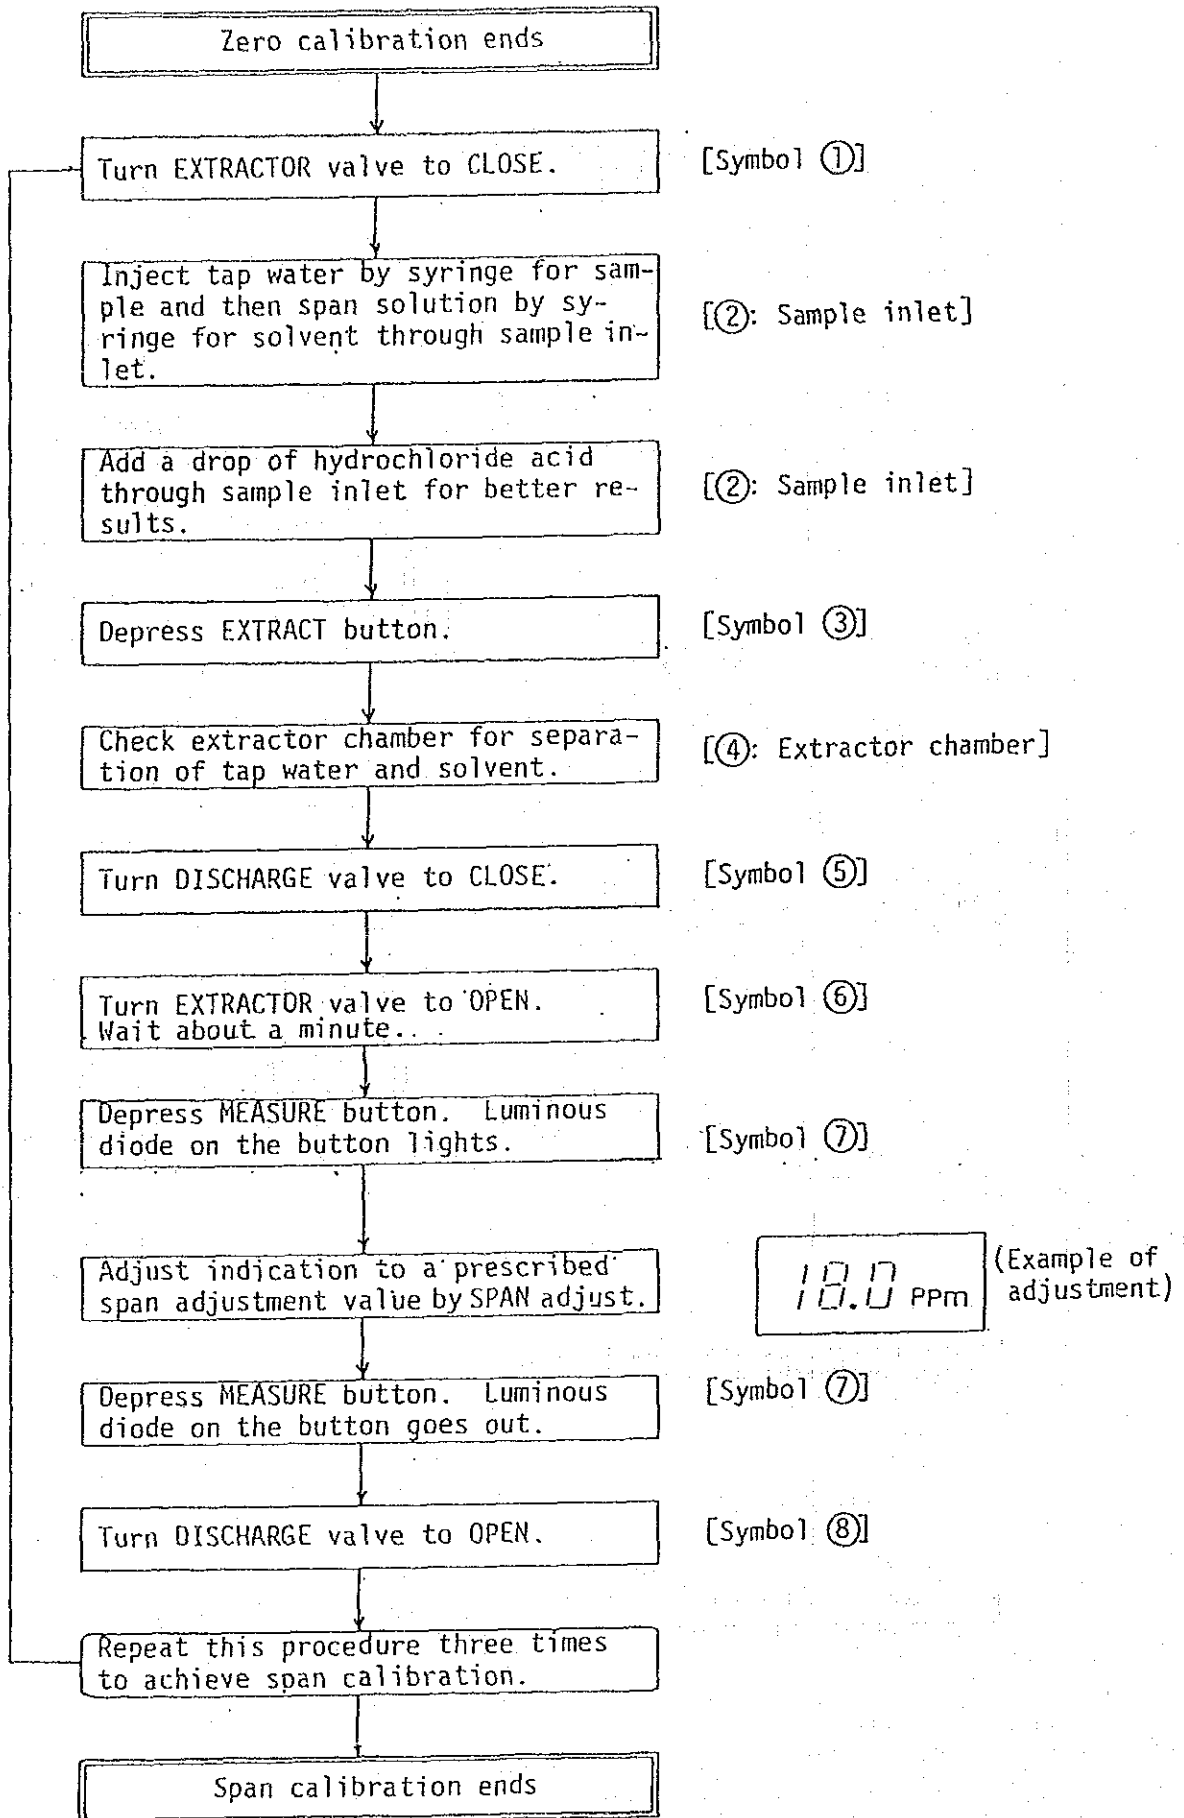 Zero calibration ends
Turn EXTRACTOR valve to CLOSE.
[Symbol ①]
Inject tap water by syringe for sam-
ple and then span solution by sy-
ringe for solvent through sample in-
let.
[②: Sample inlet]
Add a drop of hydrochloride acid
through sample inlet for better re-
sults.
[②: Sample inlet]
Depress EXTRACT button.
[Symbol ③]
Check extractor chamber for separa-
tion of tap water and solvent.
[④: Extractor chamber]
Turn DISCHARGE valve to CLOSE.
[Symbol ⑤]
Turn EXTRACTOR valve to OPEN.
Wait about a minute.
[Symbol ⑥]
Depress MEASURE button.  Luminous
diode on the button lights.
[Symbol ⑦]
Adjust indication to a prescribed
span adjustment value by SPAN adjust.
18.0 PPm
(Example of
adjustment)
Depress MEASURE button.  Luminous
diode on the button goes out.
[Symbol ⑦]
Turn DISCHARGE valve to OPEN.
[Symbol ⑧]
Repeat this procedure three times
to achieve span calibration.
Span calibration ends